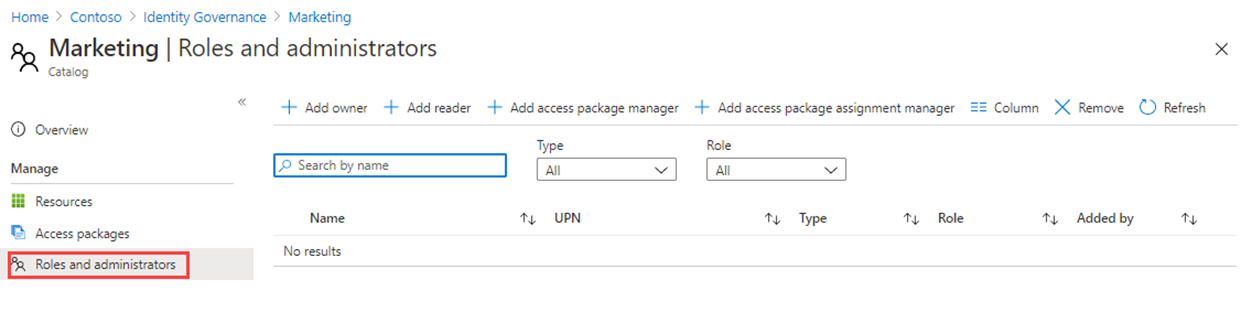 Home > Contoso > Identity Governance > Marketing
Marketing | Roles and administrators
Catalog
Add owner Add reader Add access package manager Add access package assignment manager Column Remove Refresh
Overview
Type Role
Manage
Search by name All All
Resources
Name UPN Type Role Added by
Access packages
No results
Roles and administrators